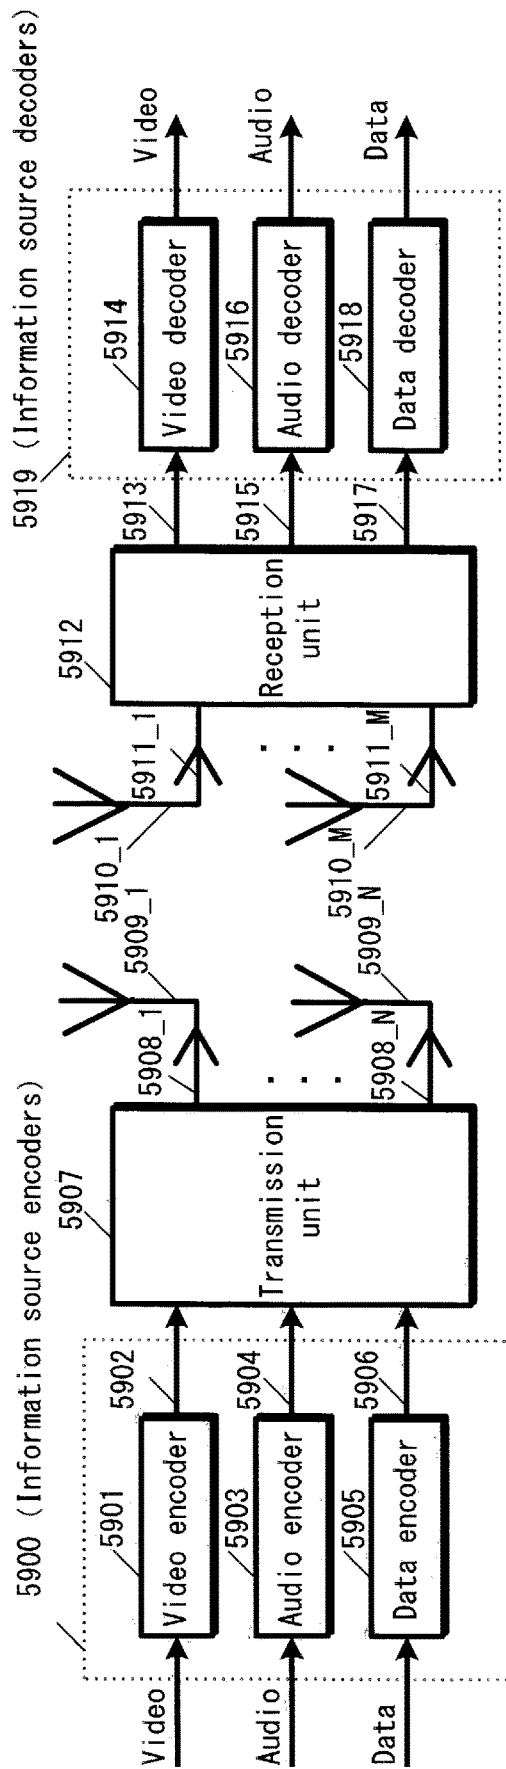 5900 (Information source encoders)
Video
5901
Video encoder
5902
Audio
5903
Audio encoder
5904
Data
5905
Data encoder
5906
5907
Transmission
unit
5908_1
5909_1
. . .
5908_N
5909_N
5910_1
5911_1
. . .
5910_M
5911_M
5912
Reception
unit
5919 (Information source decoders)
5913
5914
Video decoder
Video
5915
5916
Audio decoder
Audio
5917
5918
Data decoder
Data